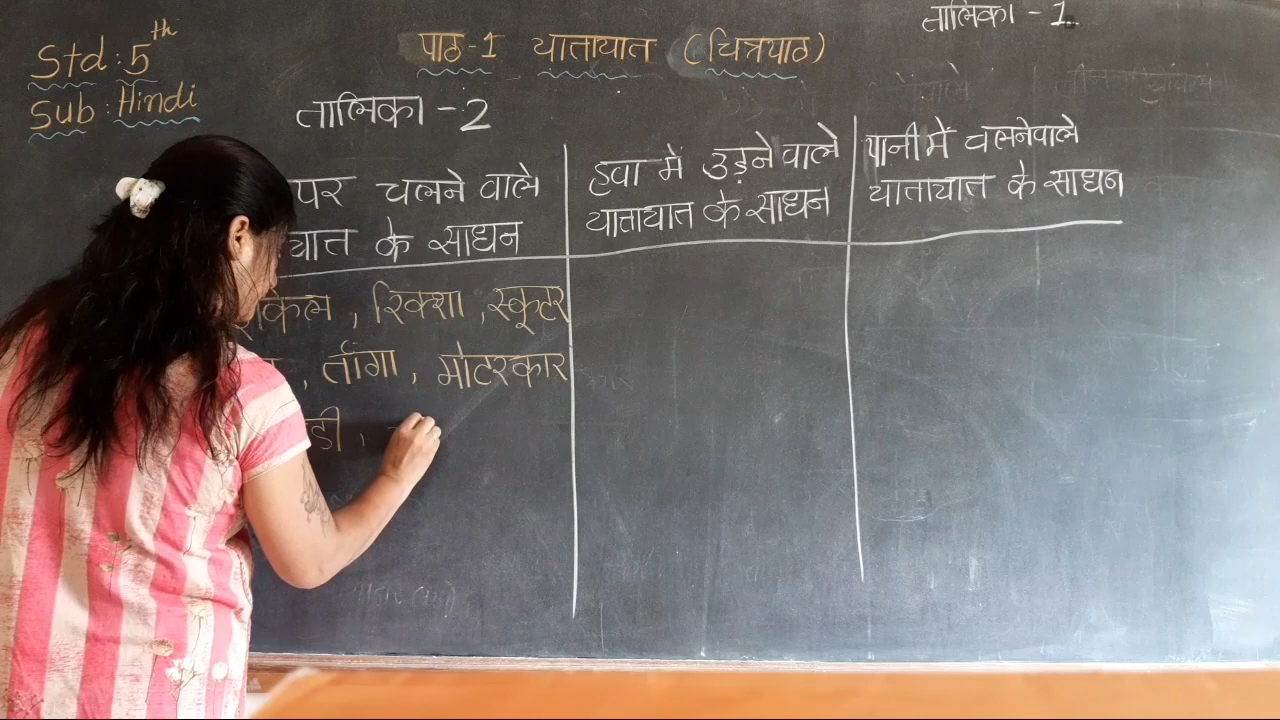 Std : 5th
Sub : Hindi
पाठ-1 यातायात (चित्रपाठ)
तालिका - 1
तालिका - 2
पर चलने वाले
के साधन
हवा में उड़ने वाले
यातायात के साधन
पानी में चलनेवाले
यातायात के साधन
, रिक्शा , स्कूटर
, ताँगा , मोटरकार